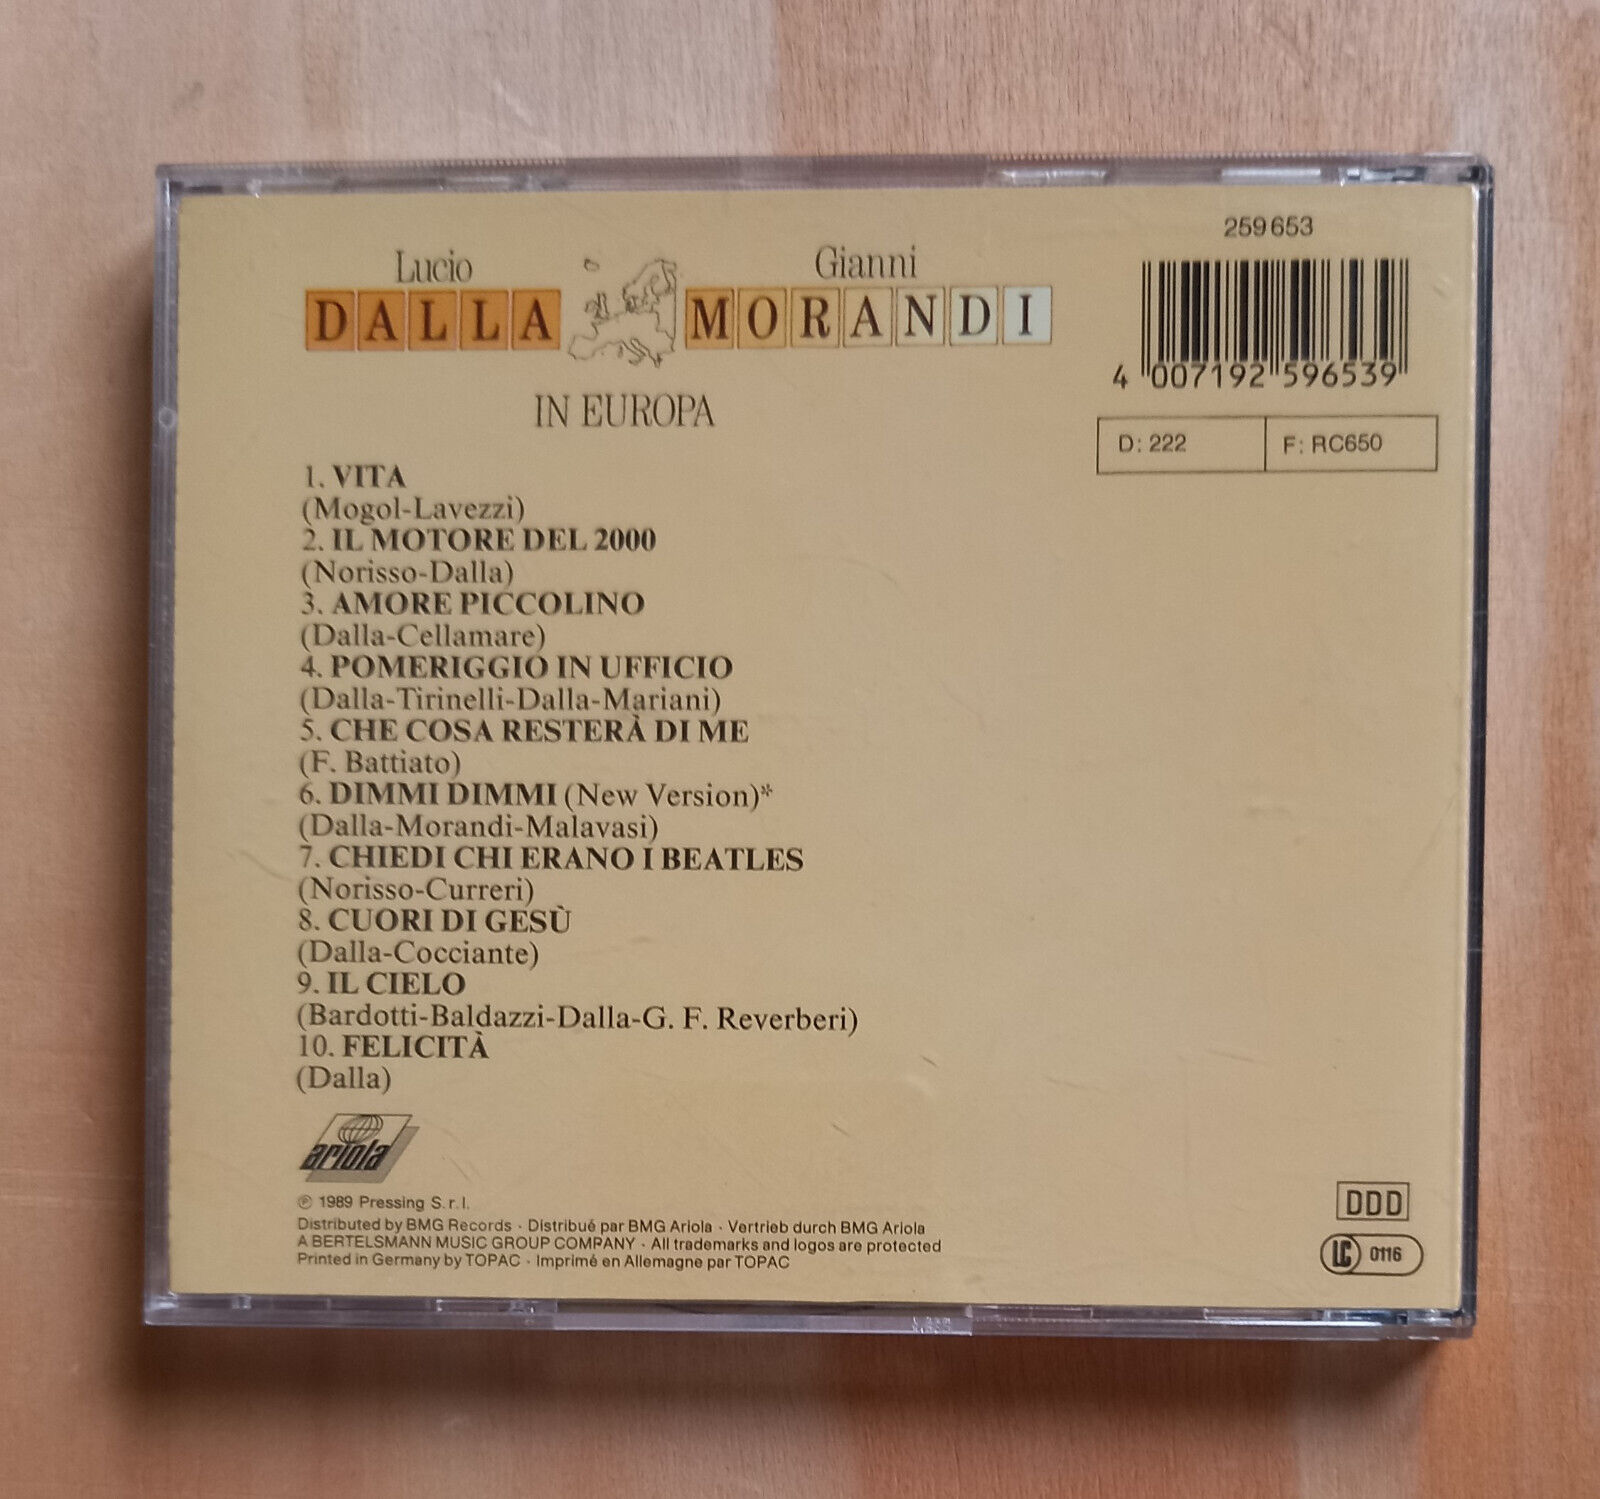 259 653
Lucio
Gianni
DALLA MORANDI
IN EUROPA
4 007192 596539
D: 222
F: RC650
1. VITA
(Mogol-Lavezzi)
2. IL MOTORE DEL 2000
(Norisso-Dalla)
3. AMORE PICCOLINO
(Dalla-Cellamare)
4. POMERIGGIO IN UFFICIO
(Dalla-Tirinelli-Dalla-Mariani)
5. CHE COSA RESTERÀ DI ME
(F. Battiato)
6. DIMMI DIMMI (New Version)*
(Dalla-Morandi-Malavasi)
7. CHIEDI CHI ERANO I BEATLES
(Norisso-Curreri)
8. CUORI DI GESÙ
(Dalla-Cocciante)
9. IL CIELO
(Bardotti-Baldazzi-Dalla-G. F. Reverberi)
10. FELICITÀ
(Dalla)
ariola
℗ 1989 Pressing S.r.l.
Distributed by BMG Records · Distribué par BMG Ariola · Vertrieb durch BMG Ariola
A BERTELSMANN MUSIC GROUP COMPANY · All trademarks and logos are protected
Printed in Germany by TOPAC · Imprimé en Allemagne par TOPAC
DDD
LC 0116